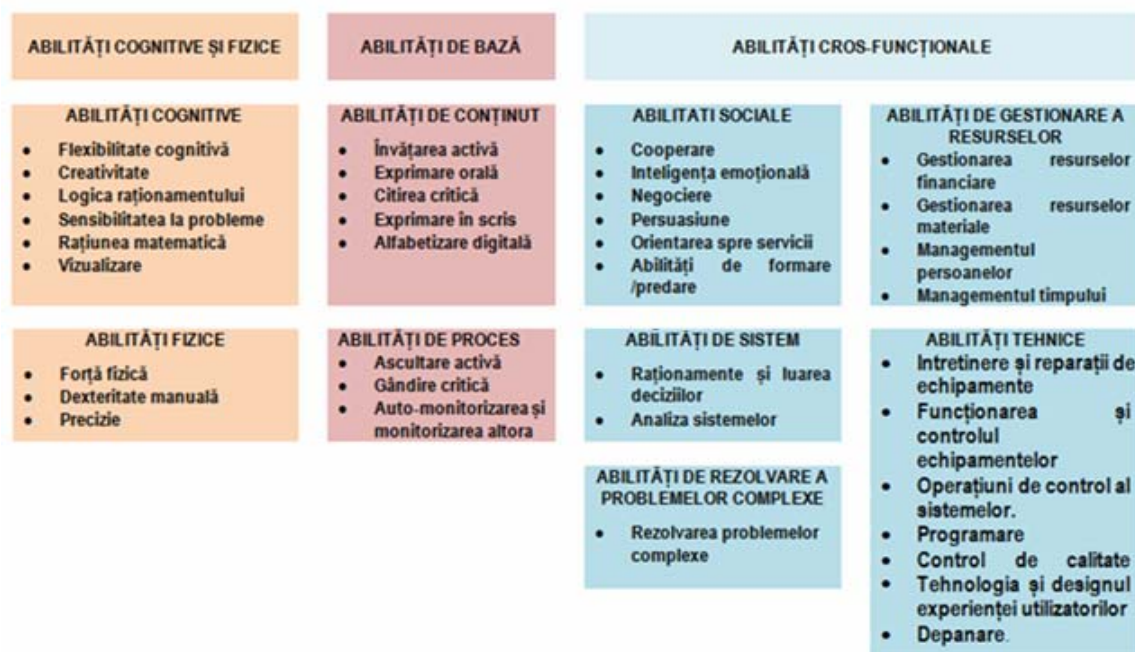 ABILITĂȚI COGNITIVE ȘI FIZICE
ABILITĂȚI DE BAZĂ
ABILITĂȚI CROS-FUNCȚIONALE
ABILITĂȚI COGNITIVE
• Flexibilitate cognitivă
• Creativitate
• Logica raționamentului
• Sensibilitatea la probleme
• Rațiunea matematică
• Vizualizare
ABILITĂȚI DE CONȚINUT
• Învățarea activă
• Exprimare orală
• Citirea critică
• Exprimare în scris
• Alfabetizare digitală
ABILITATI SOCIALE
• Cooperare
• Inteligența emoțională
• Negociere
• Persuasiune
• Orientarea spre servicii
• Abilități de formare
/predare
ABILITĂȚI DE GESTIONARE A
RESURSELOR
• Gestionarea resurselor
financiare
• Gestionarea resurselor
materiale
• Managementul
persoanelor
• Managementul timpului
ABILITĂȚI FIZICE
• Forță fizică
• Dexteritate manuală
• Precizie
ABILITĂȚI DE PROCES
• Ascultare activă
• Gândire critică
• Auto-monitorizarea și
monitorizarea altora
ABILITĂȚI DE SISTEM
• Raționamente și luarea
deciziilor
• Analiza sistemelor
ABILITĂȚI DE REZOLVARE A
PROBLEMELOR COMPLEXE
• Rezolvarea problemelor
complexe
ABILITĂȚI TEHNICE
• Intretinere și reparații de
echipamente
• Funcționarea și
controlul
echipamentelor
• Operațiuni de control al
sistemelor.
• Programare
• Control de calitate
• Tehnologia și designul
experienței utilizatorilor
• Depanare.